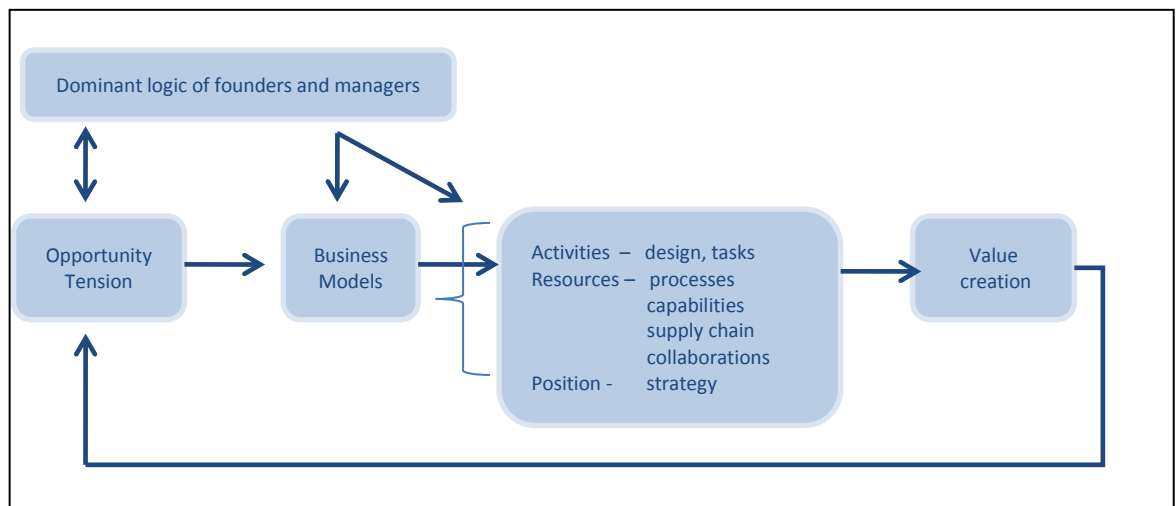 Dominant logic of founders and managers
Opportunity
Tension
Business
Models
Activities – design, tasks
Resources – processes
capabilities
supply chain
collaborations
Position - strategy
Value
creation